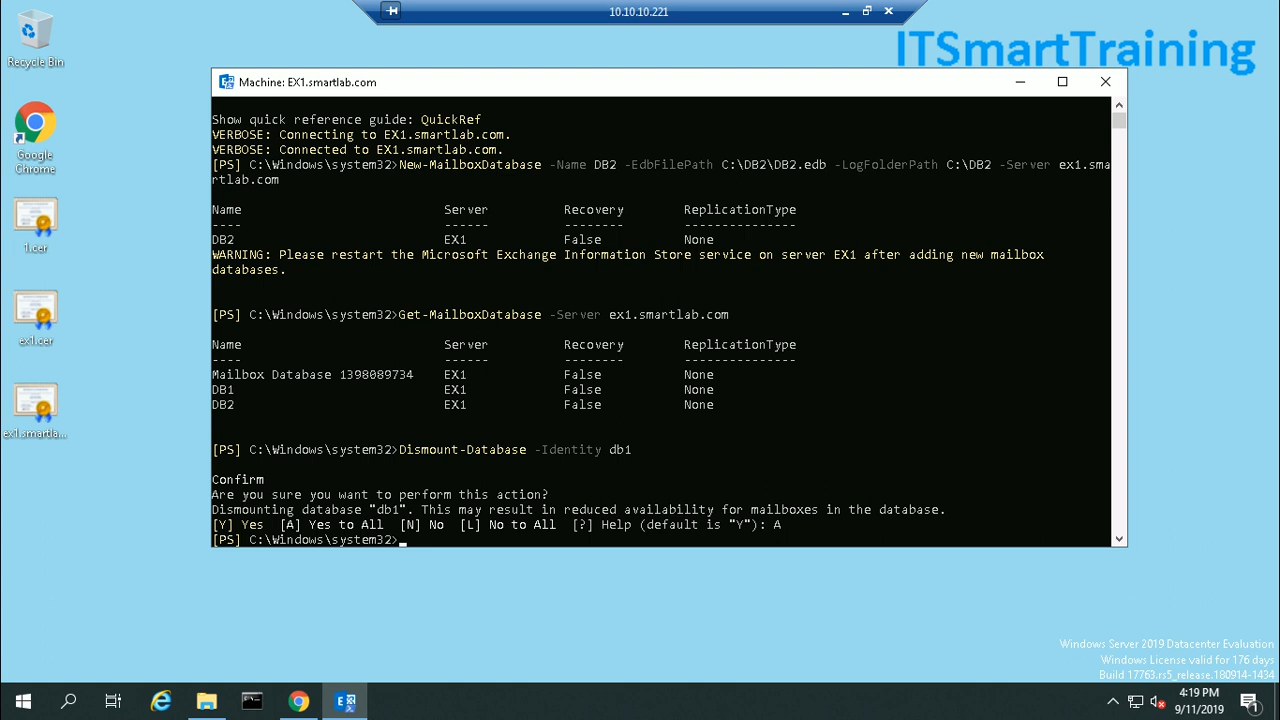 10.10.10.221
ITSmartTraining
Recycle Bin
Google
Chrome
1.cer
ex1.cer
ex1.smartla...
Machine: EX1.smartlab.com
Show quick reference guide: QuickRef
VERBOSE: Connecting to EX1.smartlab.com.
VERBOSE: Connected to EX1.smartlab.com.
[PS] C:\Windows\system32>New-MailboxDatabase -Name DB2 -EdbFilePath C:\DB2\DB2.edb -LogFolderPath C:\DB2 -Server ex1.sma
rtlab.com
Name Server Recovery ReplicationType
---- ------ -------- ---------------
DB2 EX1 False None
WARNING: Please restart the Microsoft Exchange Information Store service on server EX1 after adding new mailbox
databases.
[PS] C:\Windows\system32>Get-MailboxDatabase -Server ex1.smartlab.com
Name Server Recovery ReplicationType
---- ------ -------- ---------------
Mailbox Database 1398089734 EX1 False None
DB1 EX1 False None
DB2 EX1 False None
[PS] C:\Windows\system32>Dismount-Database -Identity db1
Confirm
Are you sure you want to perform this action?
Dismounting database "db1". This may result in reduced availability for mailboxes in the database.
[Y] Yes [A] Yes to All [N] No [L] No to All [?] Help (default is "Y"): A
[PS] C:\Windows\system32>
Windows Server 2019 Datacenter Evaluation
Windows License valid for 176 days
Build 17763.rs5_release.180914-1434
4:19 PM
9/11/2019
1